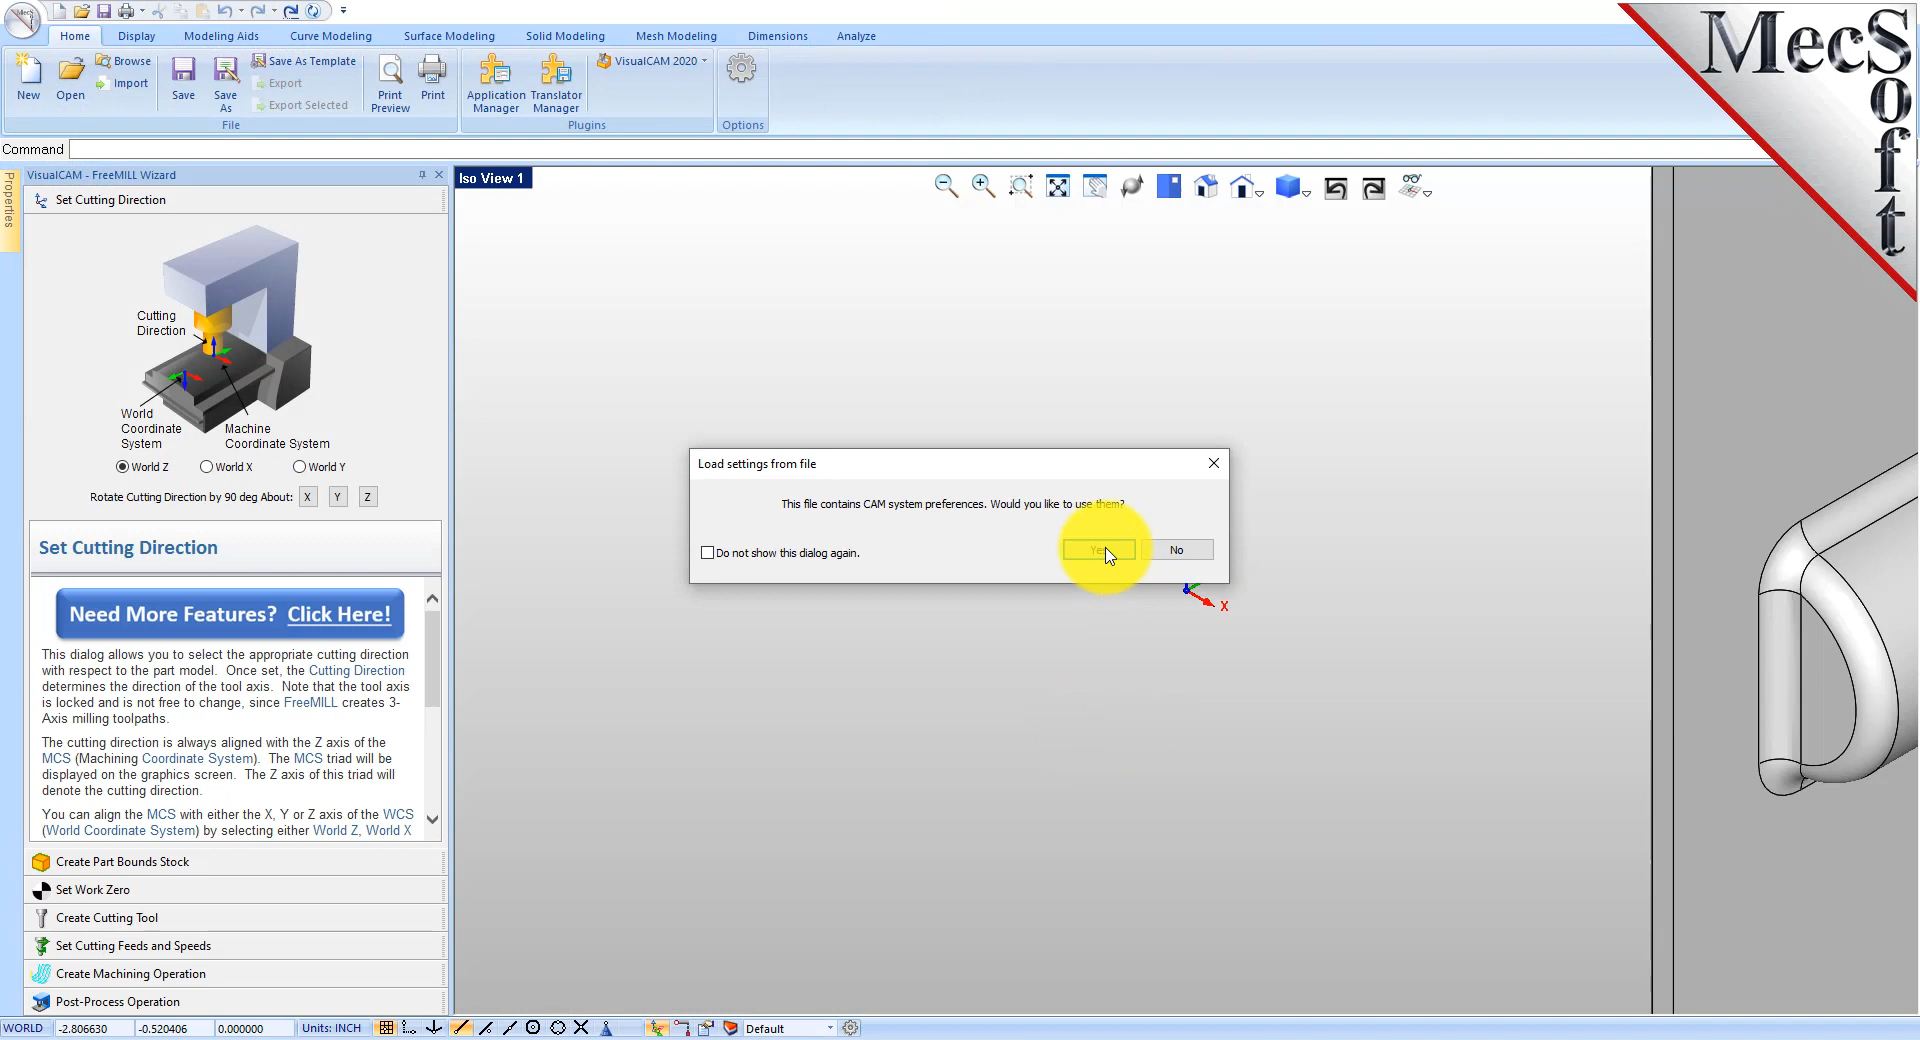 Home Display Modeling Aids Curve Modeling Surface Modeling Solid Modeling Mesh Modeling Dimensions Analyze
New
Open
Browse
Import
Save
Save As
Save As Template
Export
Export Selected
Print Preview
Print
File
Application Manager
Translator Manager
VisualCAM 2020
Plugins
Options
MecSoft
Command
Properties
VisualCAM - FreeMILL Wizard
Set Cutting Direction
Cutting
Direction
World
Coordinate
System
Machine
Coordinate System
World Z World X World Y
Rotate Cutting Direction by 90 deg About: X Y Z
Set Cutting Direction
Need More Features? Click Here!
This dialog allows you to select the appropriate cutting direction
with respect to the part model. Once set, the Cutting Direction
determines the direction of the tool axis. Note that the tool axis
is locked and is not free to change, since FreeMILL creates 3-
Axis milling toolpaths.
The cutting direction is always aligned with the Z axis of the
MCS (Machining Coordinate System). The MCS triad will be
displayed on the graphics screen. The Z axis of this triad will
denote the cutting direction.
You can align the MCS with either the X, Y or Z axis of the WCS
(World Coordinate System) by selecting either World Z, World X
Create Part Bounds Stock
Set Work Zero
Create Cutting Tool
Set Cutting Feeds and Speeds
Create Machining Operation
Post-Process Operation
Iso View 1
Load settings from file
This file contains CAM system preferences. Would you like to use them?
Do not show this dialog again.
Yes
No
X
WORLD -2.806630 -0.520406 0.000000 Units: INCH Default